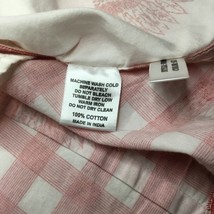 MACHINE WASH COLD
SEPARATELY
DO NOT BLEACH
TUMBLE DRY LOW
WARM IRON
DO NOT DRY CLEAN
100% COTTON
MADE IN INDIA